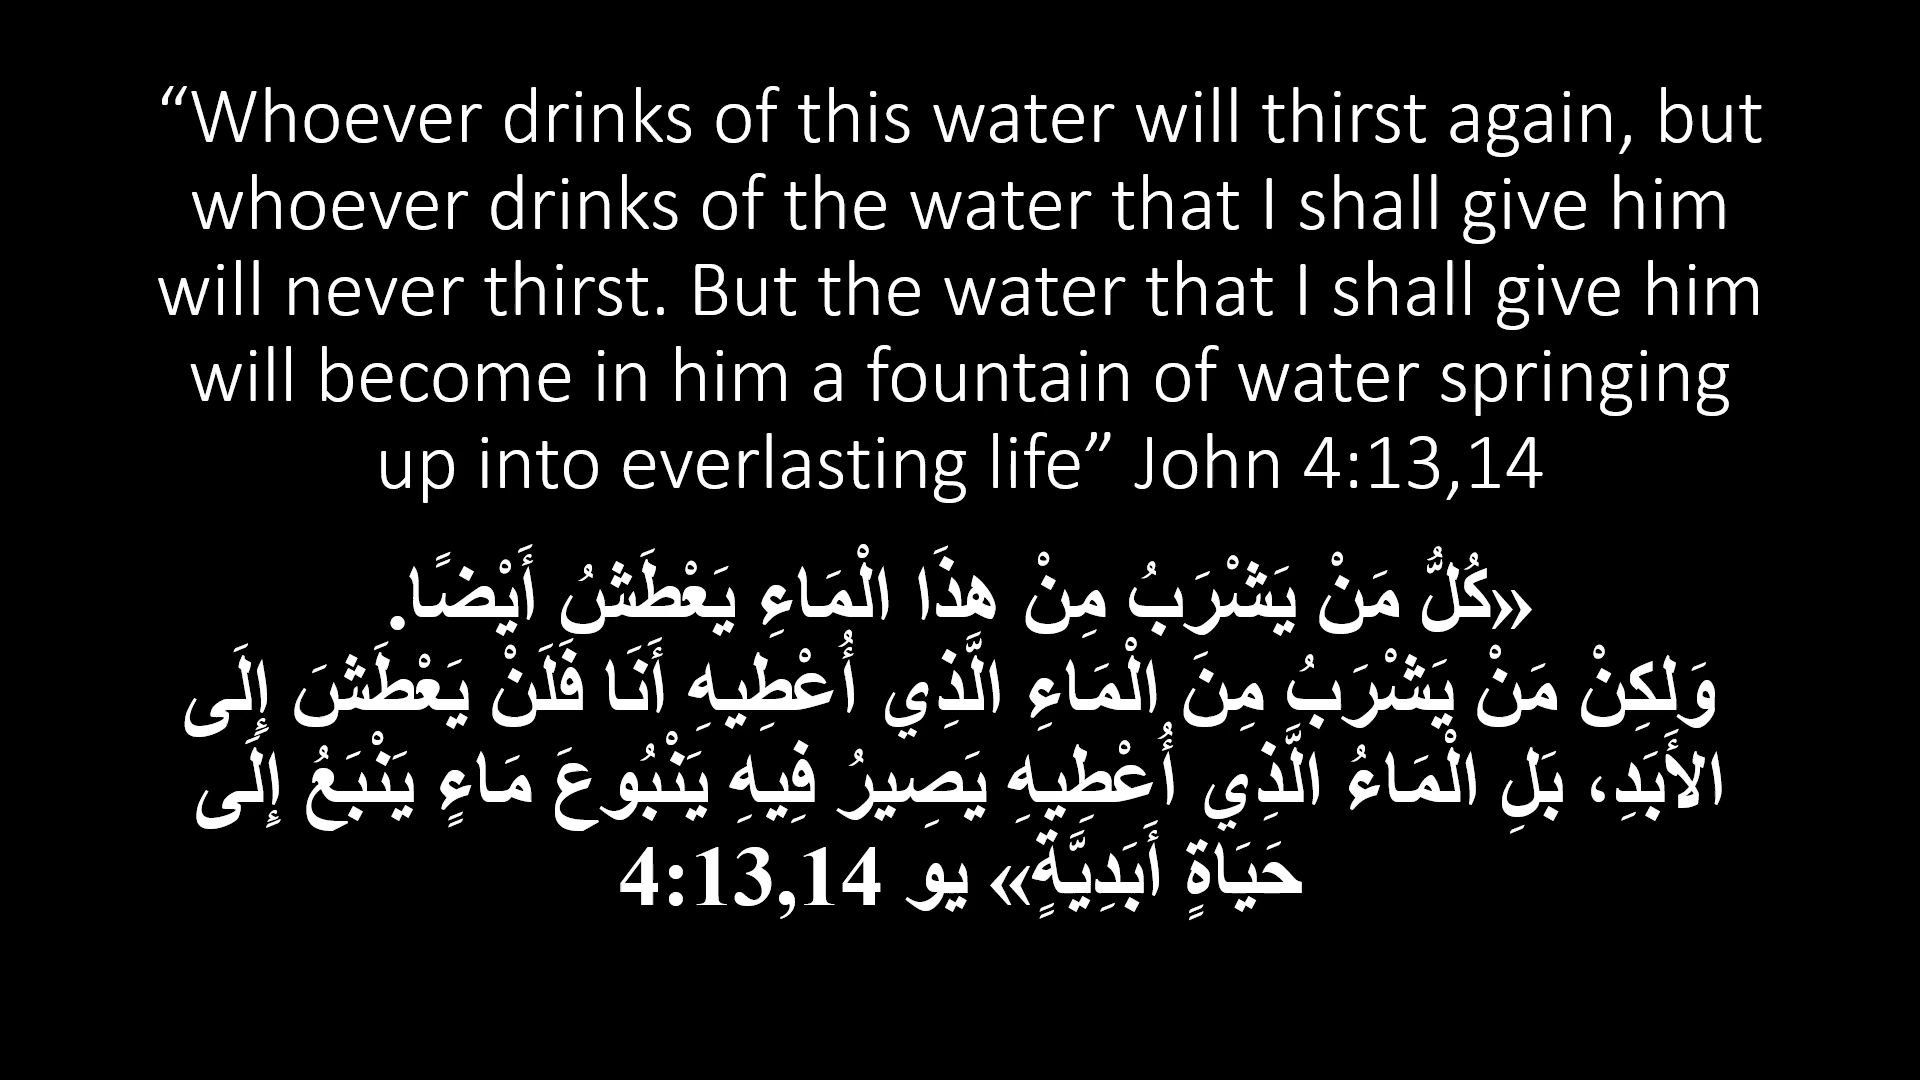 “Whoever drinks of this water will thirst again, but
whoever drinks of the water that I shall give him
will never thirst. But the water that I shall give him
will become in him a fountain of water springing
up into everlasting life” John 4:13,14
«كُلُّ مَنْ يَشْرَبُ مِنْ هذَا الْمَاءِ يَعْطَشُ أَيْضًا.
وَلكِنْ مَنْ يَشْرَبُ مِنَ الْمَاءِ الَّذِي أُعْطِيهِ أَنَا فَلَنْ يَعْطَشَ إِلَى
الأَبَدِ، بَلِ الْمَاءُ الَّذِي أُعْطِيهِ يَصِيرُ فِيهِ يَنْبُوعَ مَاءٍ يَنْبَعُ إِلَى
حَيَاةٍ أَبَدِيَّةٍ» يو 4:13,14